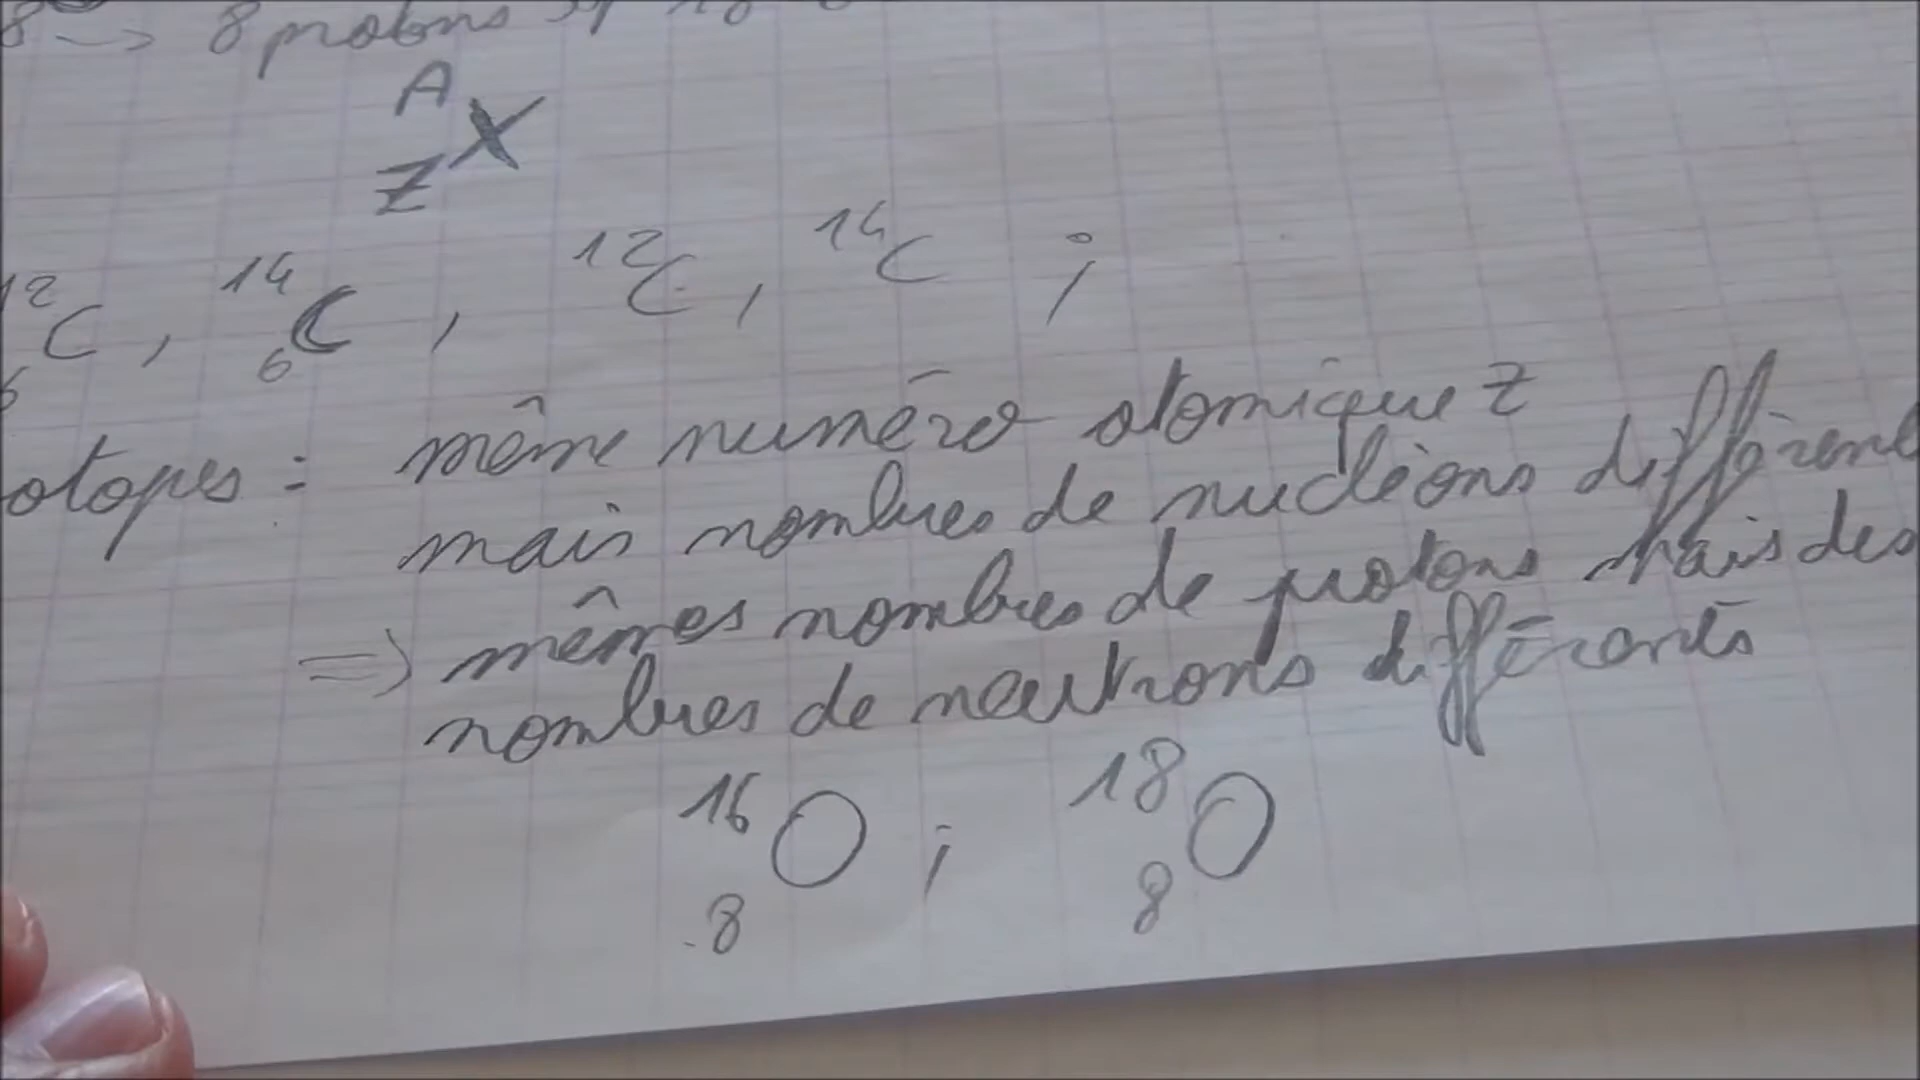 8 -> 8 protons
A
Z X
12 6 C , 14 6 C , 12 C , 14 C ;
otopes : même numéro atomique Z
mais nombres de nucléons différent
=> mêmes nombres de protons mais des
nombres de neutrons différents
16 8 O ; 18 8 O